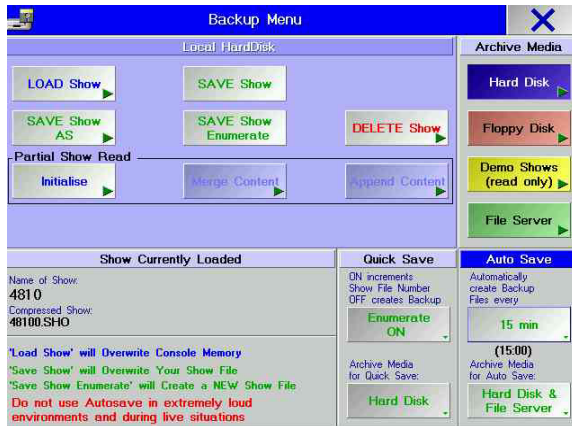 Backup Menu
Local HardDisk
Archive Media
LOAD Show
SAVE Show
Hard Disk
SAVE Show
AS
SAVE Show
Enumerate
DELETE Show
Floppy Disk
Partial Show Read
Initialise
Merge Content
Append Content
Demo Shows
(read only)
File Server
Show Currently Loaded
Name of Show:
4810
Compressed Show:
48100.SHO
'Load Show' will Overwrite Console Memory
'Save Show' will Overwrite Your Show File
'Save Show Enumerate' will Create a NEW Show File
Do not use Autosave in extremely loud
environments and during live situations
Quick Save
ON increments
Show File Number
OFF creates Backup
Enumerate
ON
Archive Media
for Quick Save:
Hard Disk
Auto Save
Automatically
create Backup
Files every
15 min
(15:00)
Archive Media
for Auto Save:
Hard Disk &
File Server